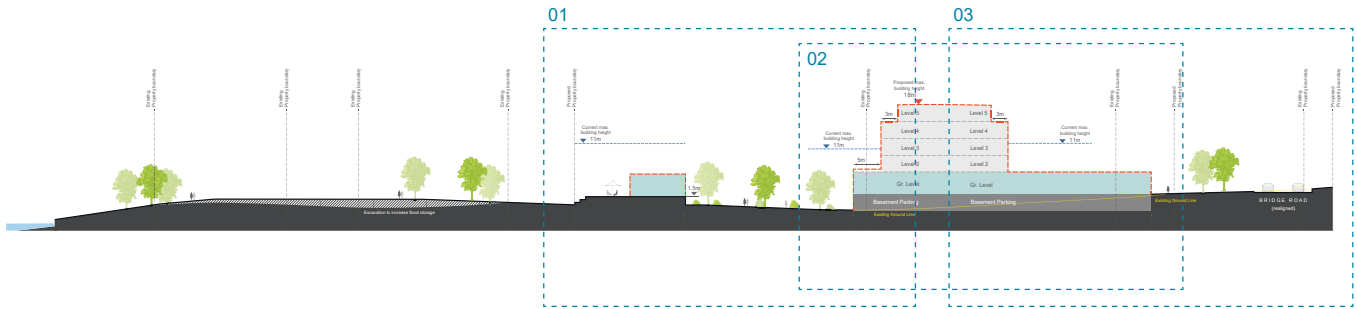 01
03
02
Existing
Property boundary
Existing
Property boundary
Existing
Property boundary
Existing
Property boundary
Proposed
Property boundary
Existing
Property boundary
Proposed max.
building height
18m
Existing
Property boundary
Proposed
Property boundary
Existing
Property boundary
Proposed
Property boundary
3m
Level 5
Level 5
3m
Current max.
building height
11m
Current max.
building height
11m
Level 4
Level 4
Current max.
building height
11m
Level 3
Level 3
5m
Level 2
Level 2
Gr. Level
Gr. Level
1.5m
Basement Parking
Basement Parking
Existing Ground Line
Existing Ground Line
BRIDGE ROAD
(realigned)
Excavation to increase flood storage